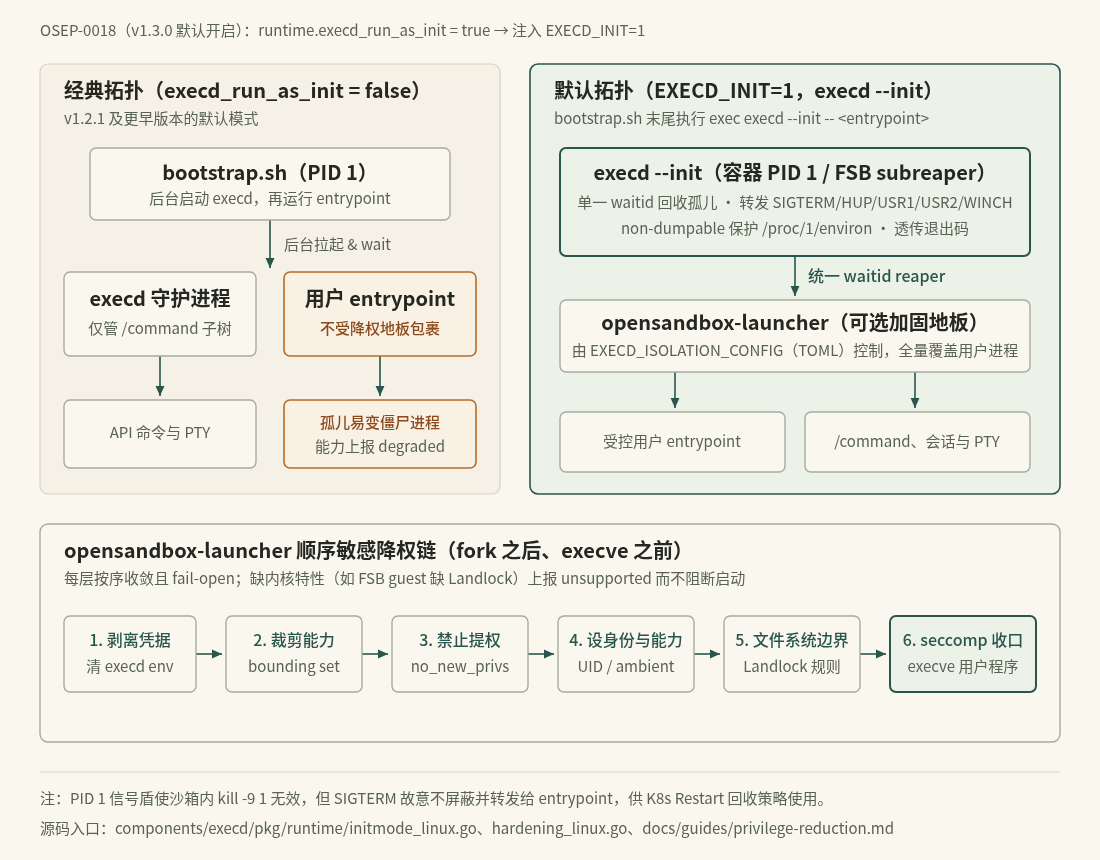 OSEP-0018（v1.3.0 默认开启）：runtime.execd_run_as_init = true → 注入 EXECD_INIT=1
经典拓扑（execd_run_as_init = false）
v1.2.1 及更早版本的默认模式
bootstrap.sh（PID 1）
后台启动 execd，再运行 entrypoint
后台拉起 & wait
execd 守护进程
仅管 /command 子树
用户 entrypoint
不受降权地板包裹
API 命令与 PTY
孤儿易变僵尸进程
能力上报 degraded
默认拓扑（EXECD_INIT=1，execd --init）
bootstrap.sh 末尾执行 exec execd --init -- <entrypoint>
execd --init（容器 PID 1 / FSB subreaper）
单一 waitid 回收孤儿 · 转发 SIGTERM/HUP/USR1/USR2/WINCH
non-dumpable 保护 /proc/1/environ · 透传退出码
统一 waitid reaper
opensandbox-launcher（可选加固地板）
由 EXECD_ISOLATION_CONFIG（TOML）控制，全量覆盖用户进程
受控用户 entrypoint
/command、会话与 PTY
opensandbox-launcher 顺序敏感降权链（fork 之后、execve 之前）
每层按序收敛且 fail-open；缺内核特性（如 FSB guest 缺 Landlock）上报 unsupported 而不阻断启动
1. 剥离凭据
清 execd env
2. 裁剪能力
bounding set
3. 禁止提权
no_new_privs
4. 设身份与能力
UID / ambient
5. 文件系统边界
Landlock 规则
6. seccomp 收口
execve 用户程序
注：PID 1 信号盾使沙箱内 kill -9 1 无效，但 SIGTERM 故意不屏蔽并转发给 entrypoint，供 K8s Restart 回收策略使用。
源码入口：components/execd/pkg/runtime/initmode_linux.go、hardening_linux.go、docs/guides/privilege-reduction.md